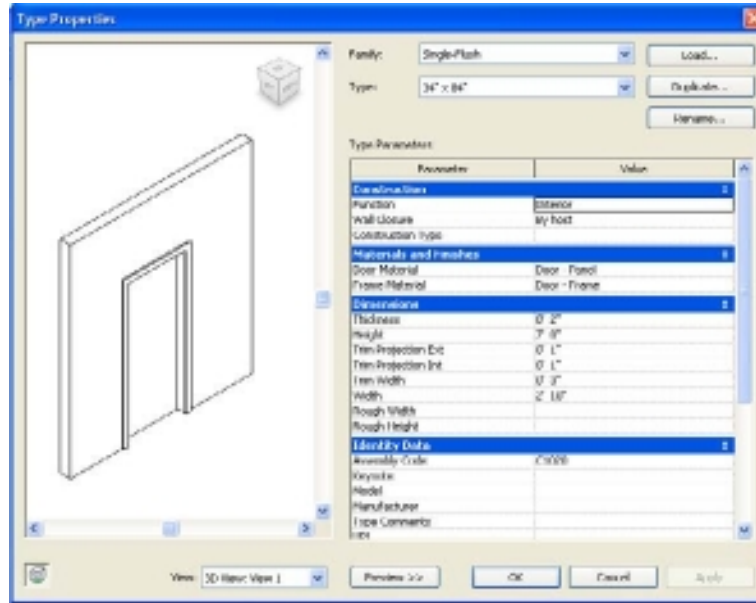 Type Properties
Family: Single-Flush Load...
Type: 34" x 84" Duplicate...
Rename...
Type Parameters
Parameter Value
Construction
Function Interior
Wall Closure By host
Construction Type
Materials and Finishes
Door Material Door - Panel
Frame Material Door - Frame
Dimensions
Thickness 0' 2"
Height 7' 0"
Trim Projection Ext 0' 1"
Trim Projection Int 0' 1"
Trim Width 0' 3"
Width 2' 10"
Rough Width
Rough Height
Identity Data
Assembly Code C1020
Keynote
Model
Manufacturer
Type Comments
URL
View: 3D View: View 1 Preview >> OK Cancel Apply